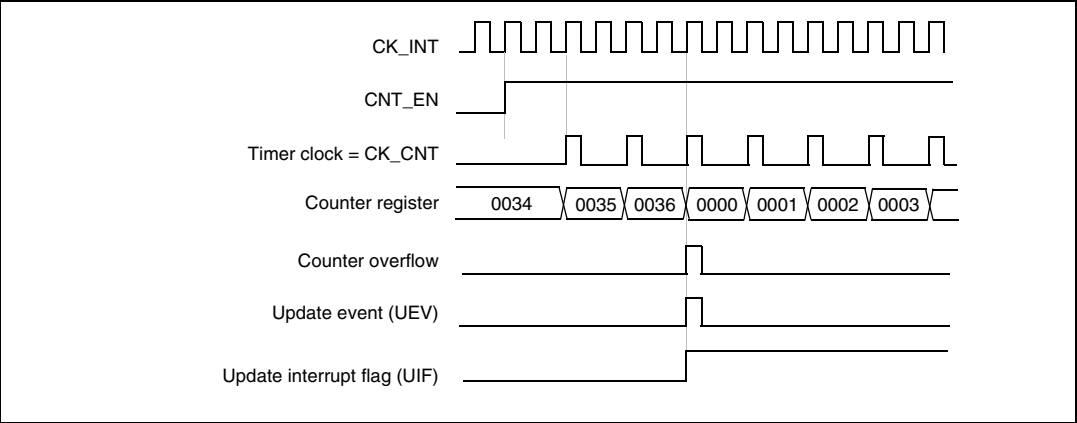 CK_INT
CNT_EN
Timer clock = CK_CNT
Counter register 0034 0035 0036 0000 0001 0002 0003
Counter overflow
Update event (UEV)
Update interrupt flag (UIF)